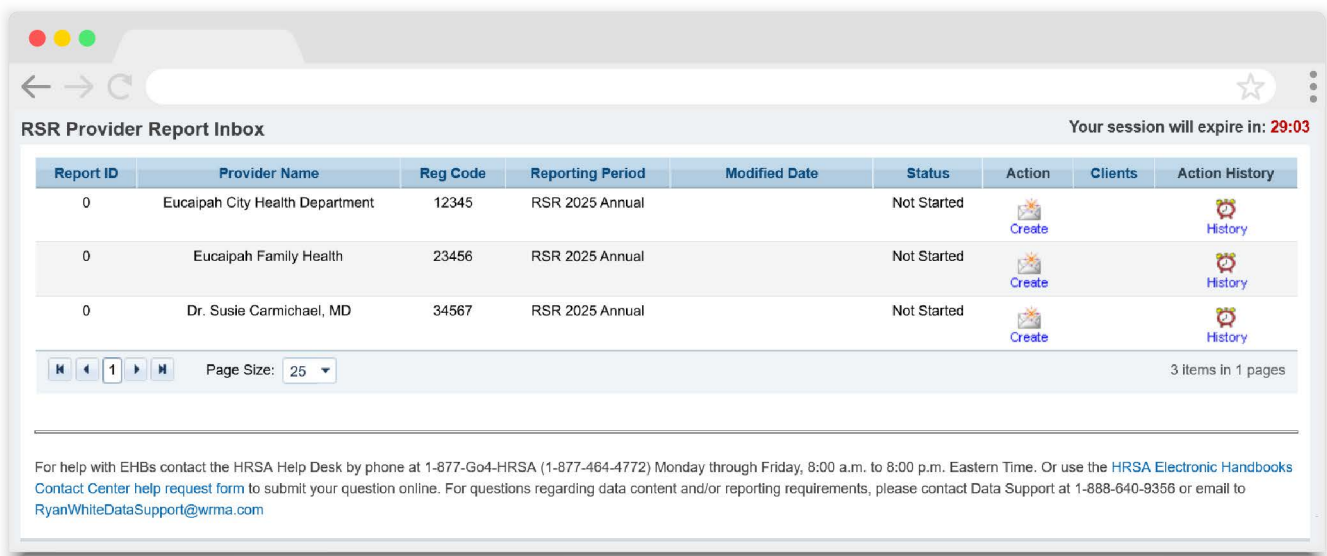 RSR Provider Report Inbox Your session will expire in: 29:03
Report ID Provider Name Reg Code Reporting Period Modified Date Status Action Clients Action History
0 Eucaipah City Health Department 12345 RSR 2025 Annual Not Started Create History
0 Eucaipah Family Health 23456 RSR 2025 Annual Not Started Create History
0 Dr. Susie Carmichael, MD 34567 RSR 2025 Annual Not Started Create History
1 Page Size: 25 3 items in 1 pages
For help with EHBs contact the HRSA Help Desk by phone at 1-877-Go4-HRSA (1-877-464-4772) Monday through Friday, 8:00 a.m. to 8:00 p.m. Eastern Time. Or use the HRSA Electronic Handbooks
Contact Center help request form to submit your question online. For questions regarding data content and/or reporting requirements, please contact Data Support at 1-888-640-9356 or email to
RyanWhiteDataSupport@wrma.com